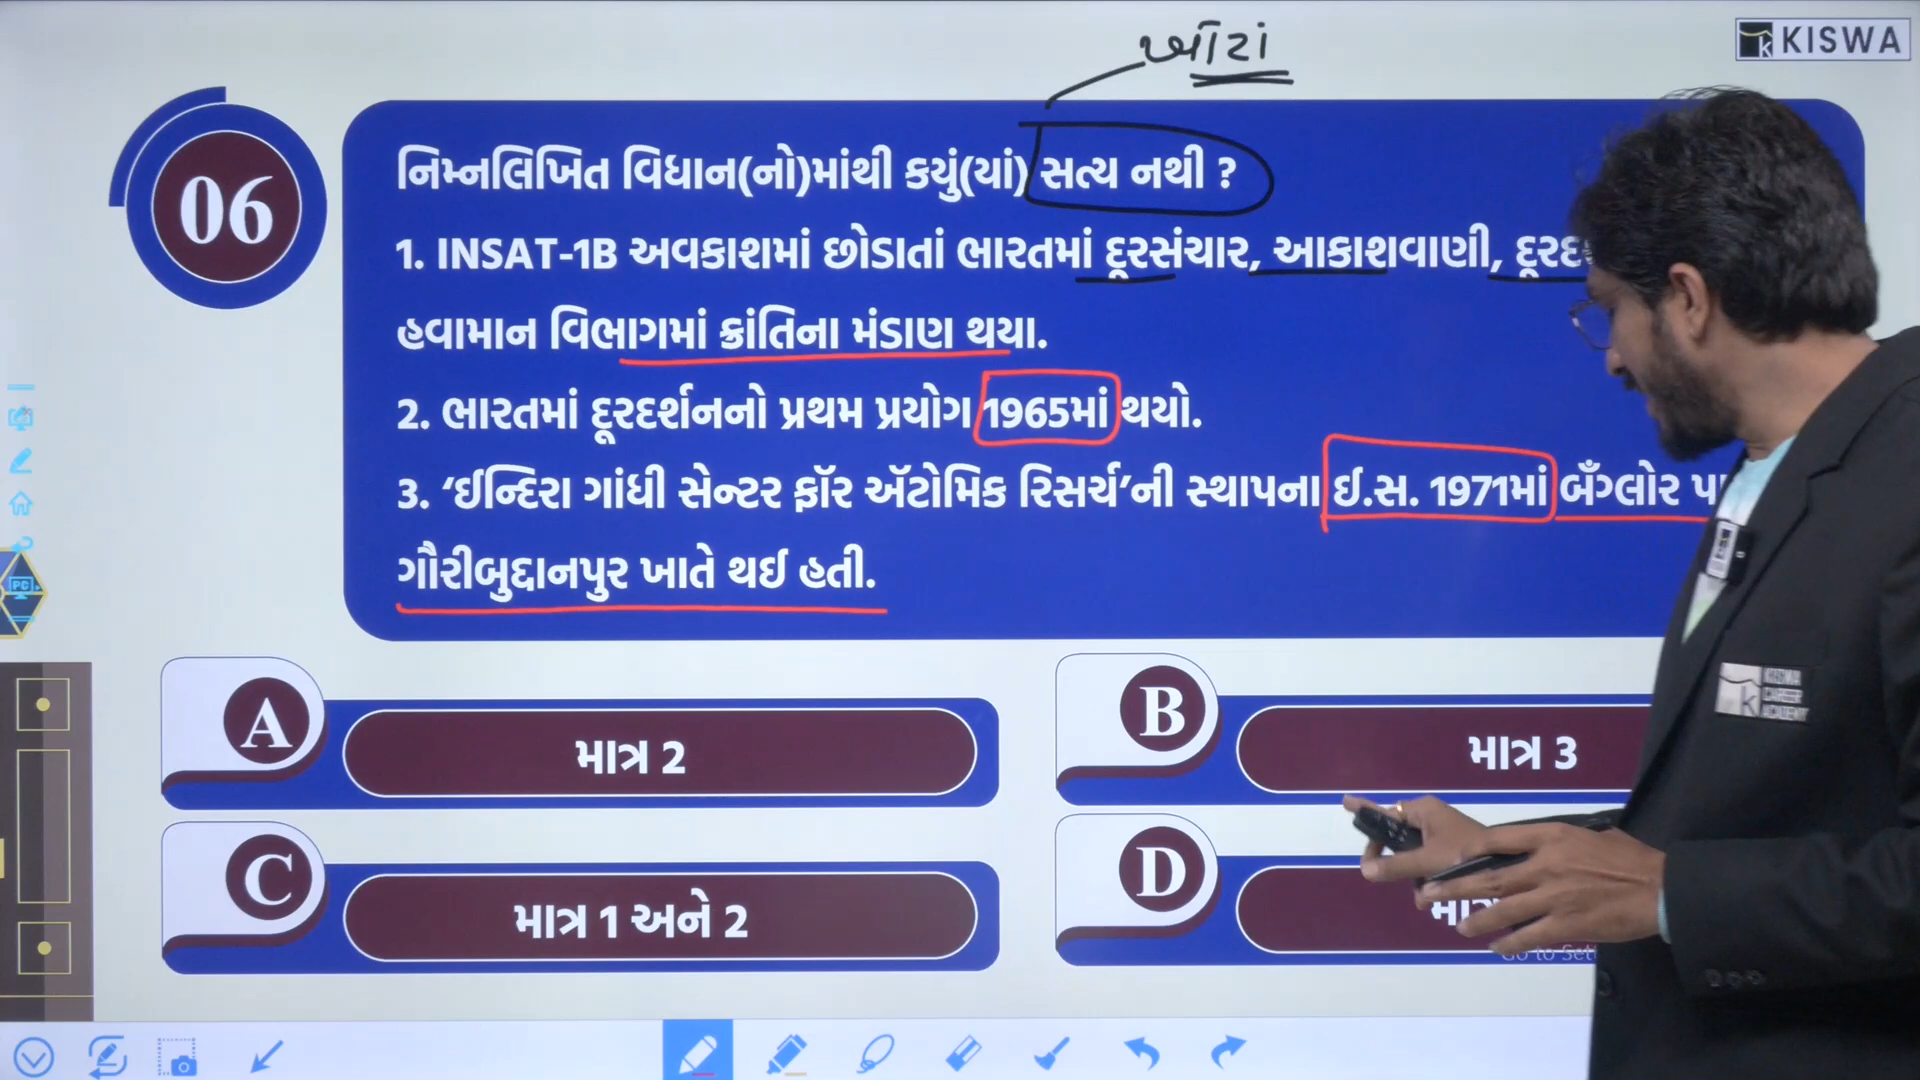 ખોટાં
KISWA
06
નિમ્નલિખિત વિધાન(નો)માંથી કયું(યાં) સત્ય નથી ?
1. INSAT-1B અવકાશમાં છોડાતાં ભારતમાં દૂરસંચાર, આકાશવાણી,
હવામાન વિભાગમાં ક્રાંતિના મંડાણ થયા.
2. ભારતમાં દૂરદર્શનનો પ્રથમ પ્રયોગ 1965માં થયો.
3. ‘ઈન્દિરા ગાંધી સેન્ટર ફૉર ઍટોમિક રિસર્ચ’ની સ્થાપના ઈ.સ. 1971માં બેંગ્લોર
ગૌરીબુદ્દાનપુર ખાતે થઈ હતી.
A માત્ર 2
B માત્ર 3
C માત્ર 1 અને 2
D
PC